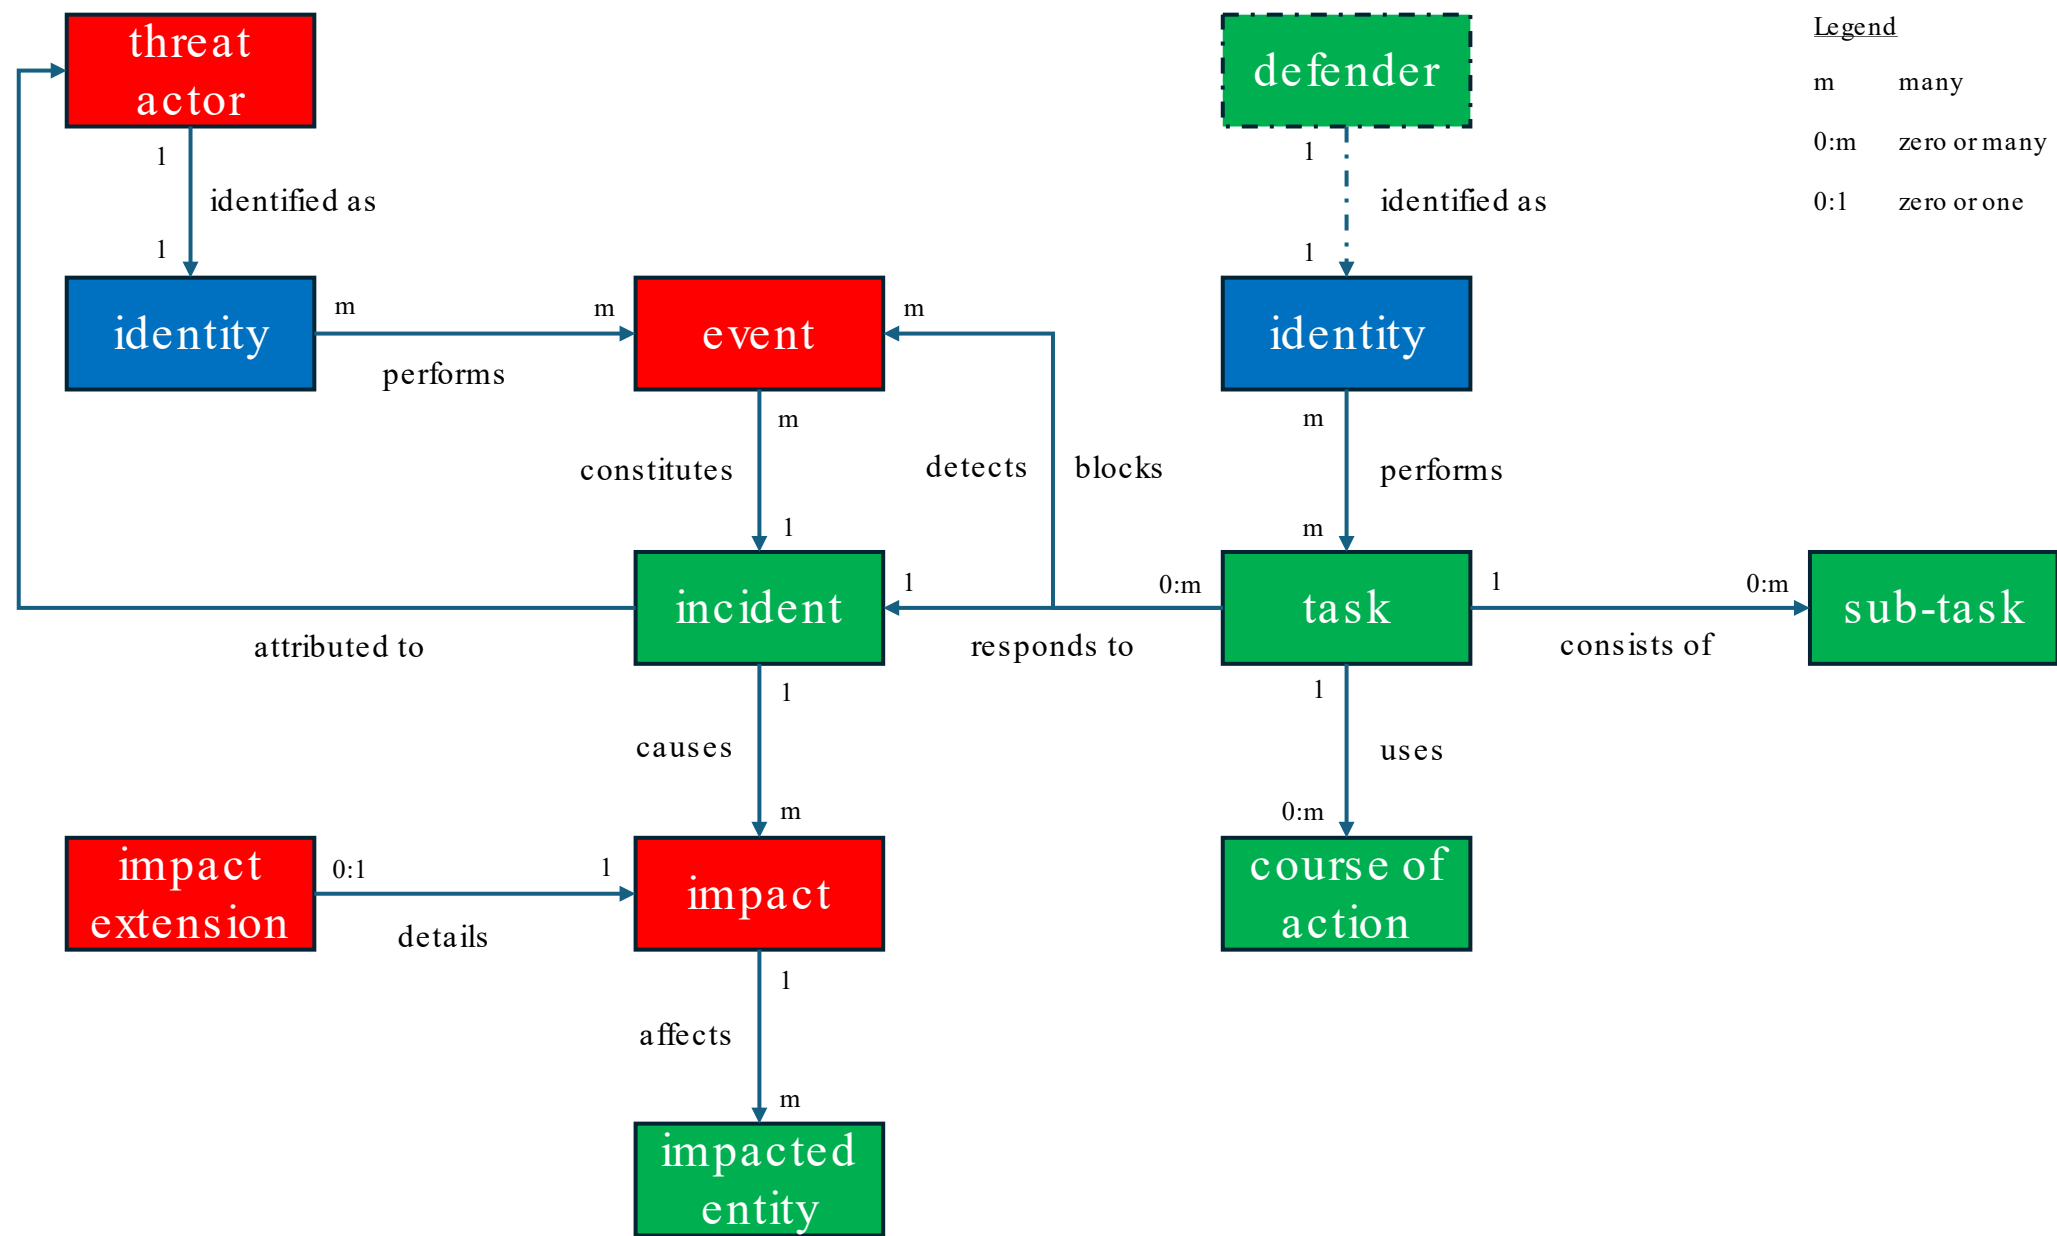 threat
actor
defender
Legend
m many
0:m zero or many
0:1 zero or one
1
identified as
1
1
identified as
1
identity
m
m
performs
event
m
identity
m
constitutes
1
detects
blocks
m
performs
m
incident
1
0:m
responds to
task
1
0:m
consists of
sub-task
attributed to
1
causes
m
1
uses
0:m
impact
extension
0:1
1
details
impact
course of
action
1
affects
m
impacted
entity